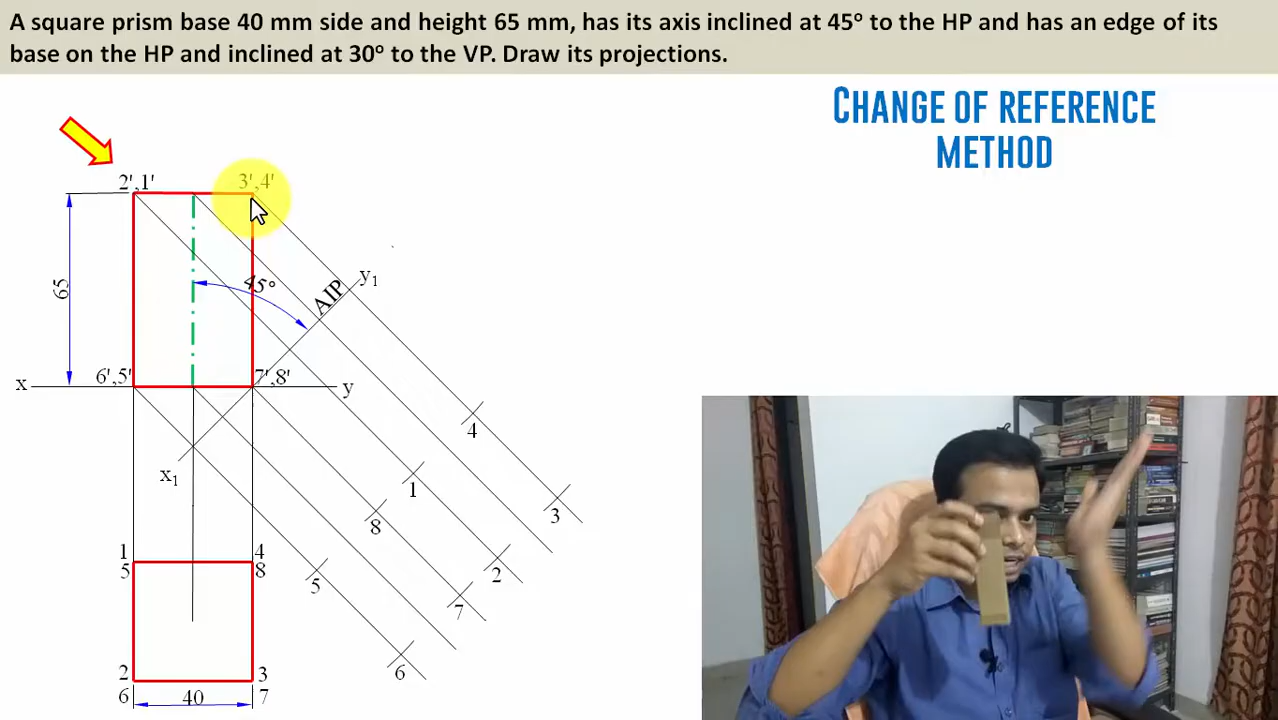 A square prism base 40 mm side and height 65 mm, has its axis inclined at 45º to the HP and has an edge of its
base on the HP and inclined at 30º to the VP. Draw its projections.
CHANGE OF REFERENCE
METHOD
2',1'
3',4'
65
45°
AIP
y₁
x
6',5'
7',8'
y
x₁
4
1
3
8
5
2
7
6
1
4
5
8
2
3
6
40
7